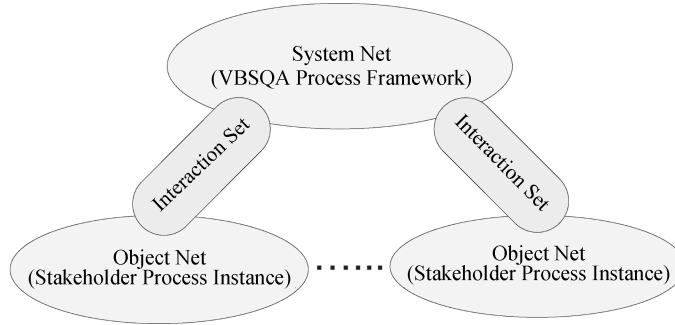 System Net
(VBSQA Process Framework)
Interaction Set
Interaction Set
Object Net
(Stakeholder Process Instance)
......
Object Net
(Stakeholder Process Instance)